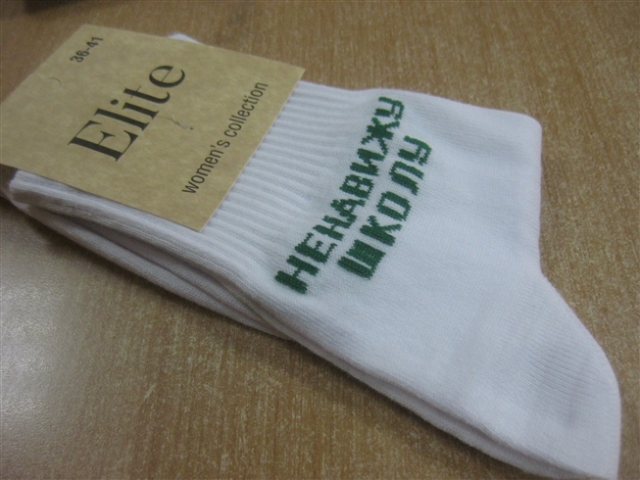 36-41
Elite
women's collection
НЕНАВИЖУ
ШКОЛУ